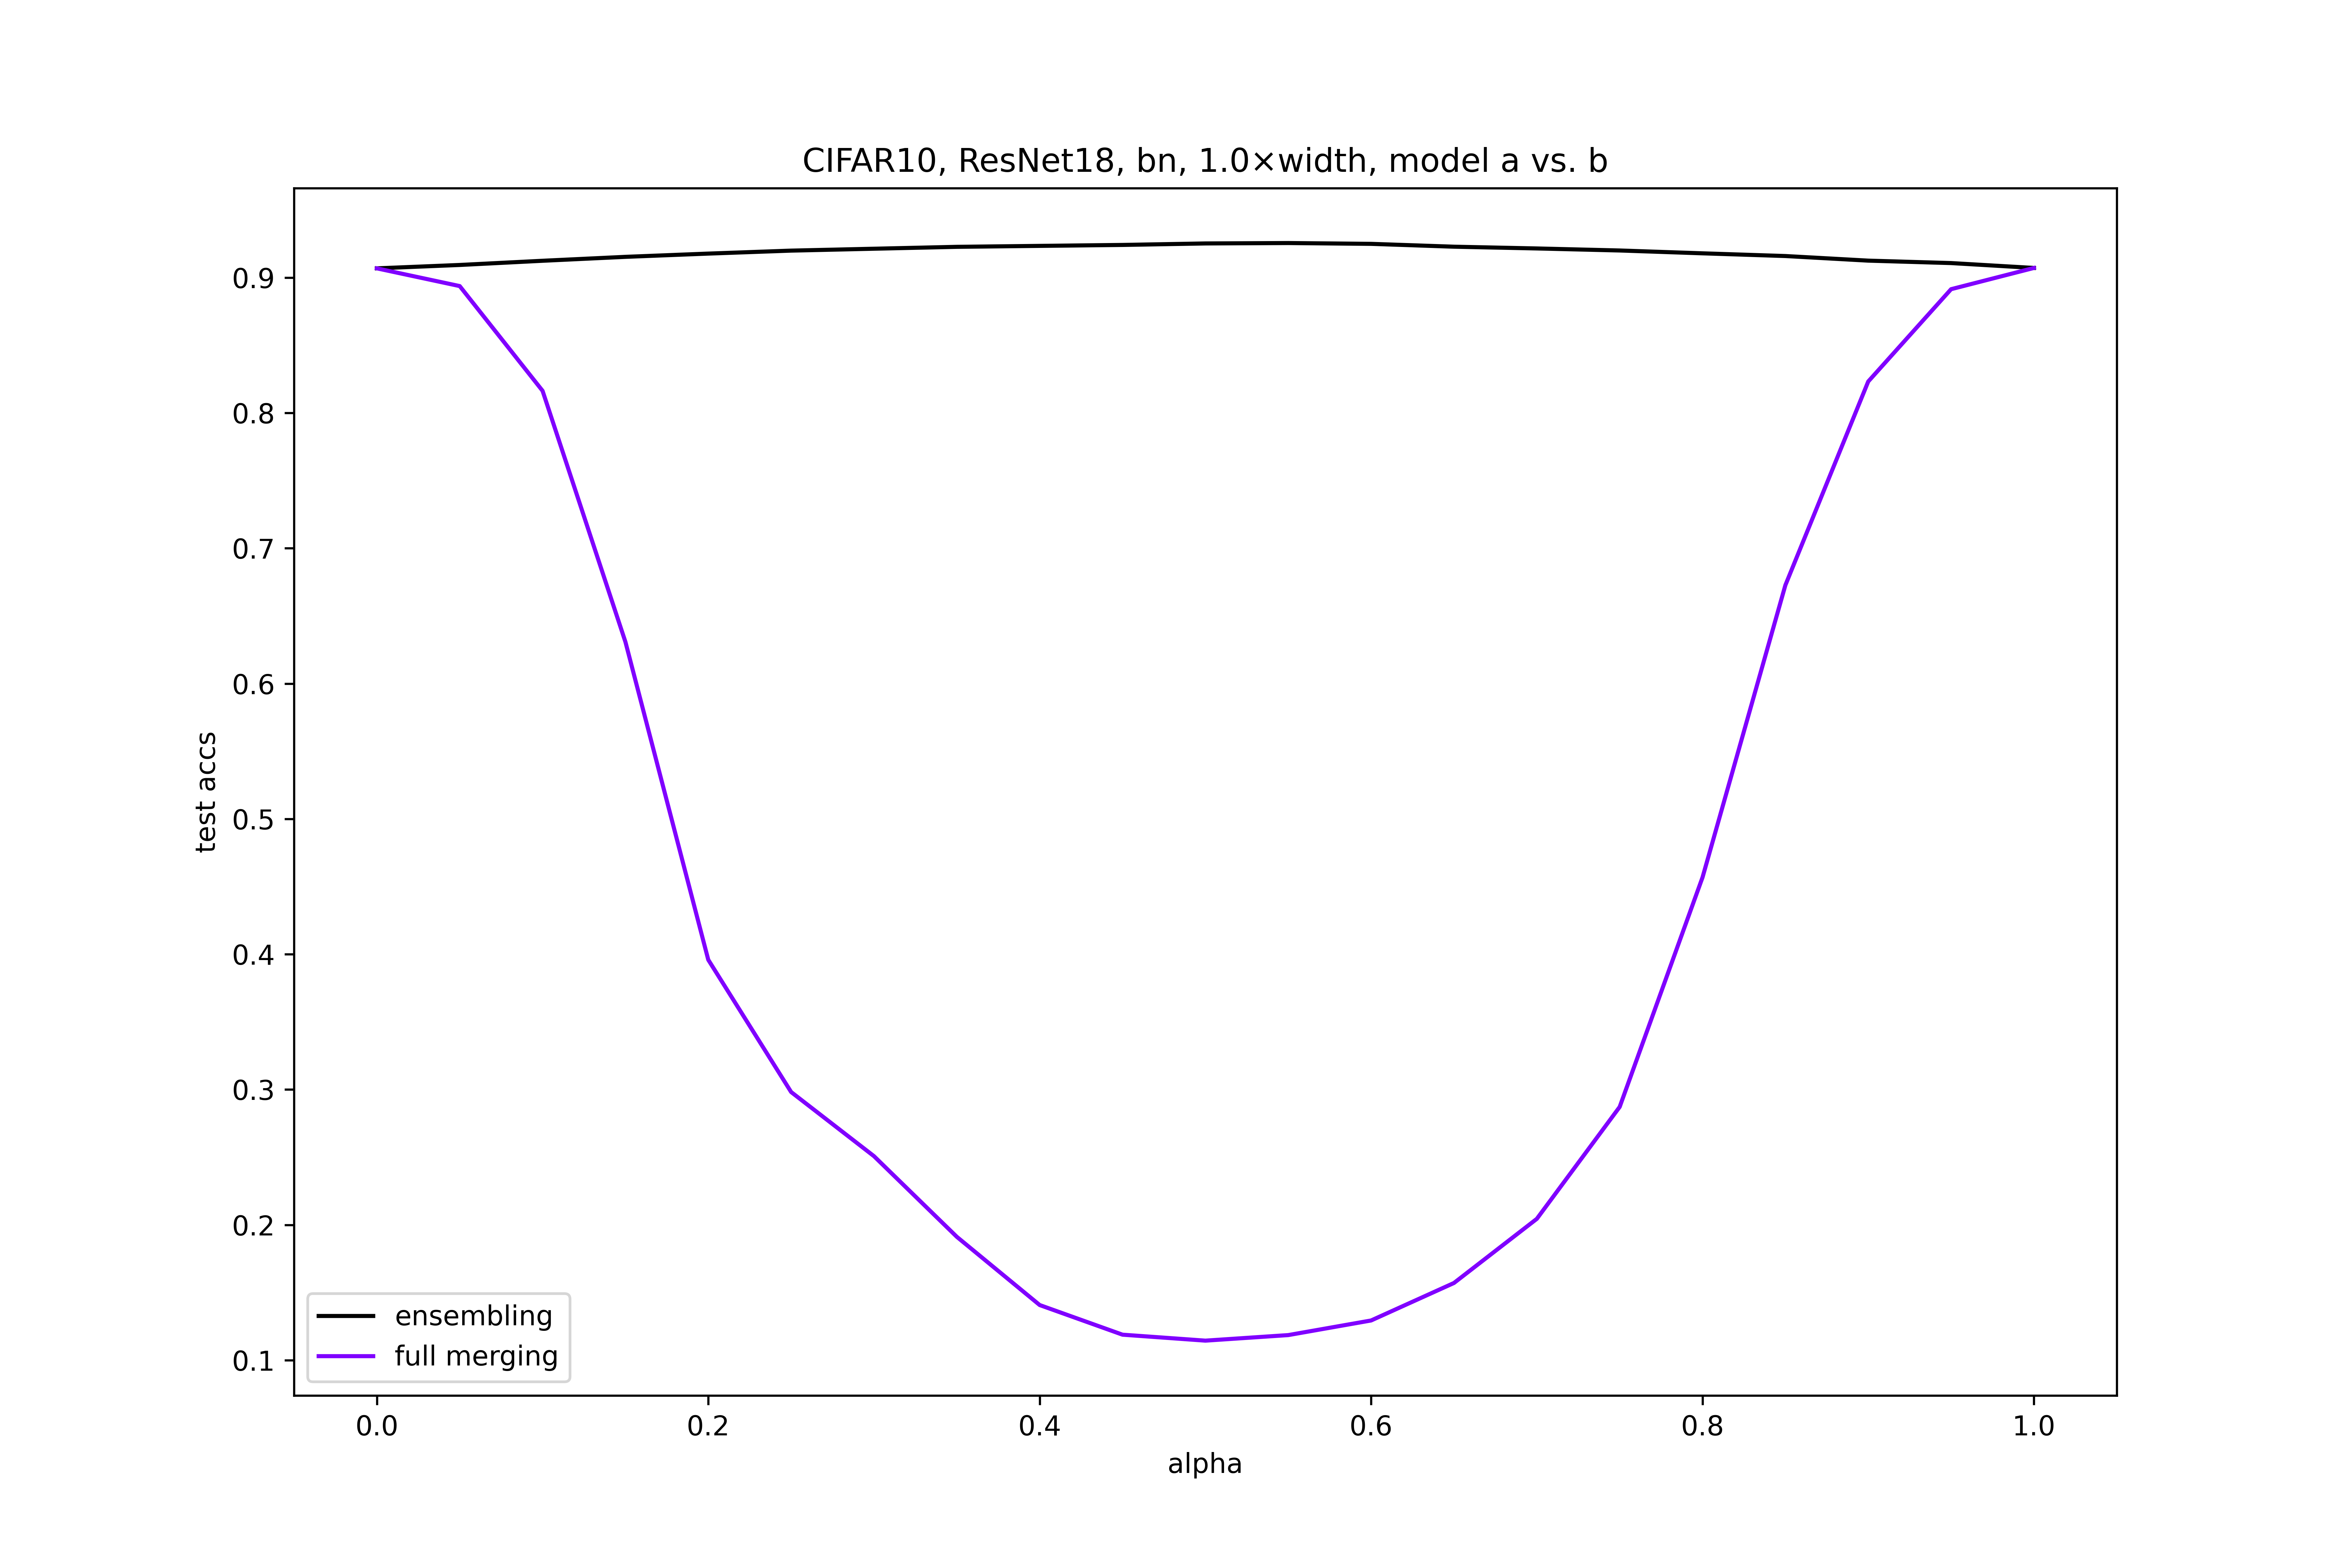 CIFAR10, ResNet18, bn, 1.0×width, model a vs. b
0.9
0.8
0.7
0.6
0.5
0.4
0.3
0.2
0.1
test accs
ensembling
full merging
0.0 0.2 0.4 0.6 0.8 1.0
alpha